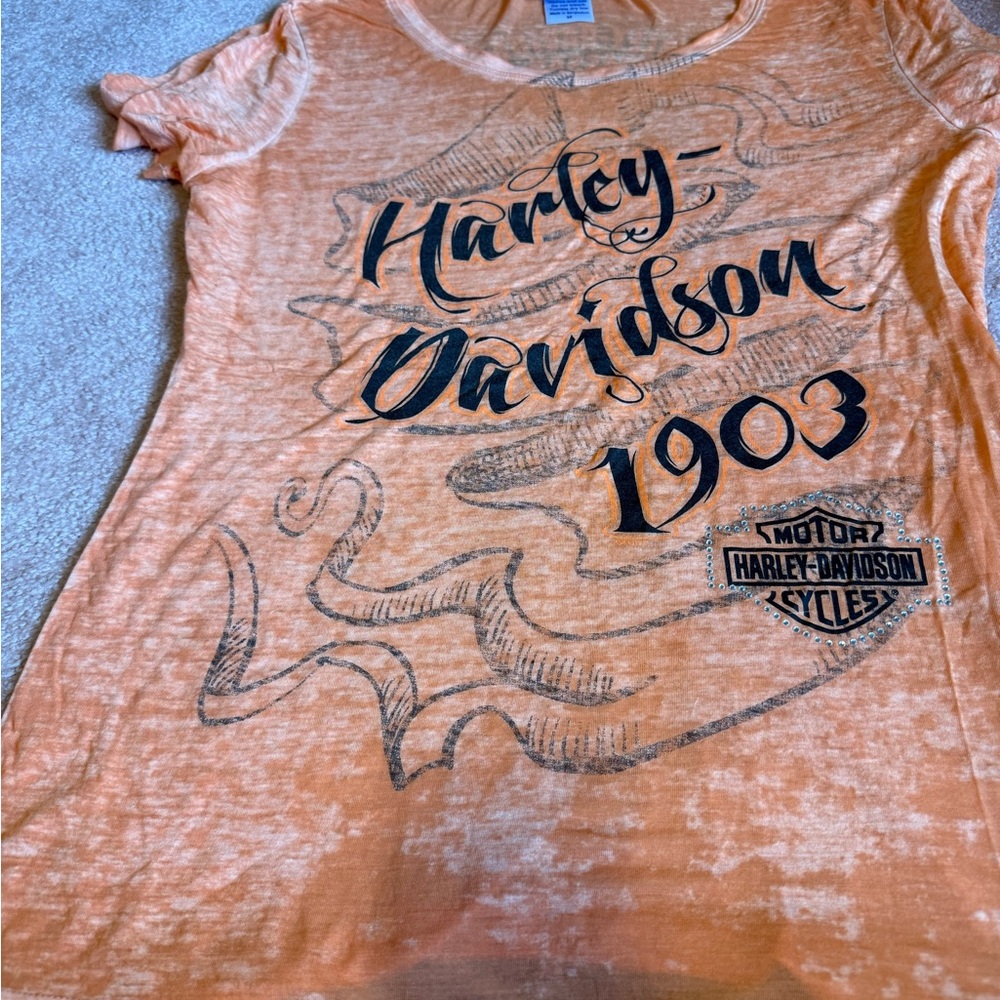 Harley-
Davidson
1903
MOTOR
HARLEY-DAVIDSON
CYCLES